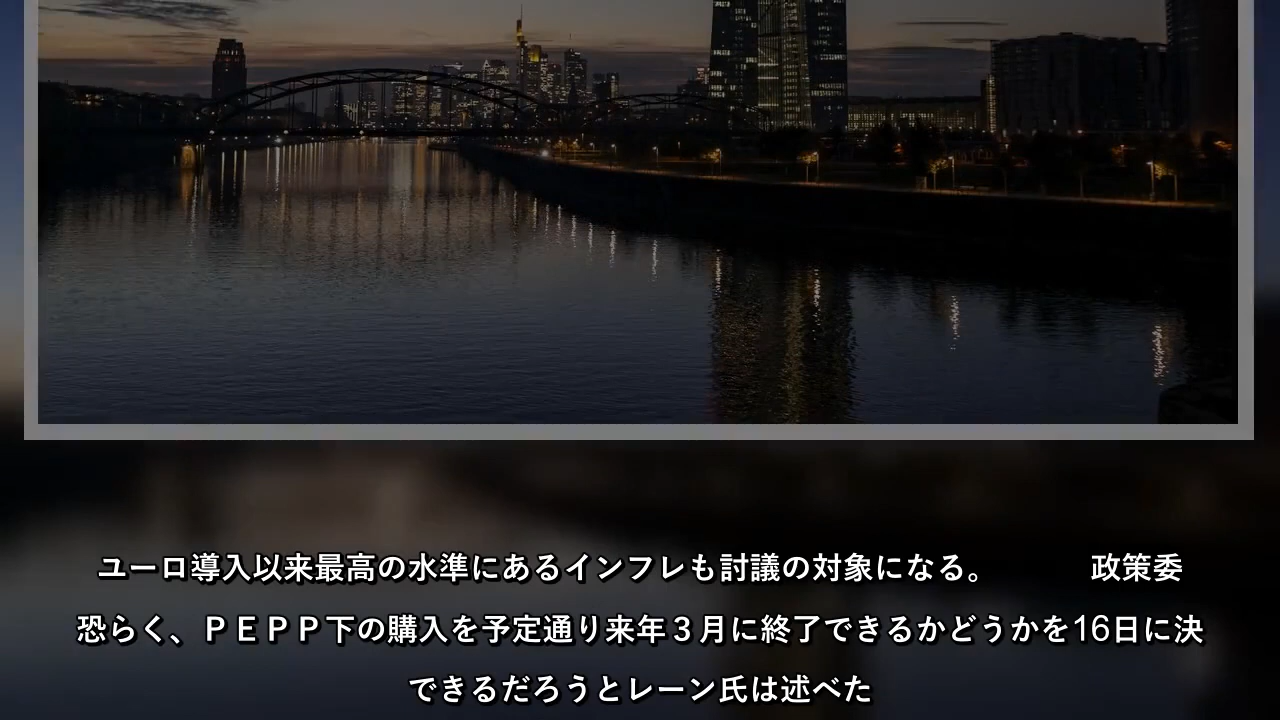 ユーロ導入以来最高の水準にあるインフレも討議の対象になる。　　　政策委
恐らく、ＰＥＰＰ下の購入を予定通り来年３月に終了できるかどうかを16日に決
できるだろうとレーン氏は述べた